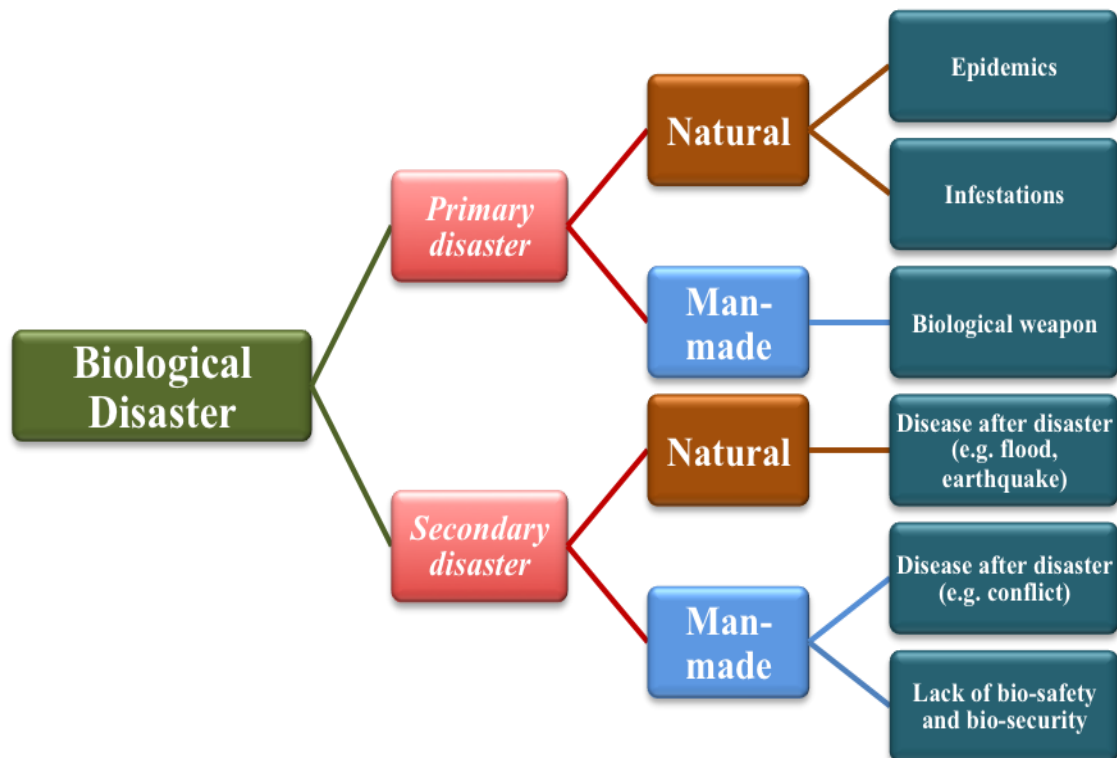 Epidemics
Natural
Infestations
Primary
disaster
Man-
made
Biological weapon
Biological
Disaster
Natural
Disease after disaster
(e.g. flood,
earthquake)
Secondary
disaster
Disease after disaster
(e.g. conflict)
Man-
made
Lack of bio-safety
and bio-security